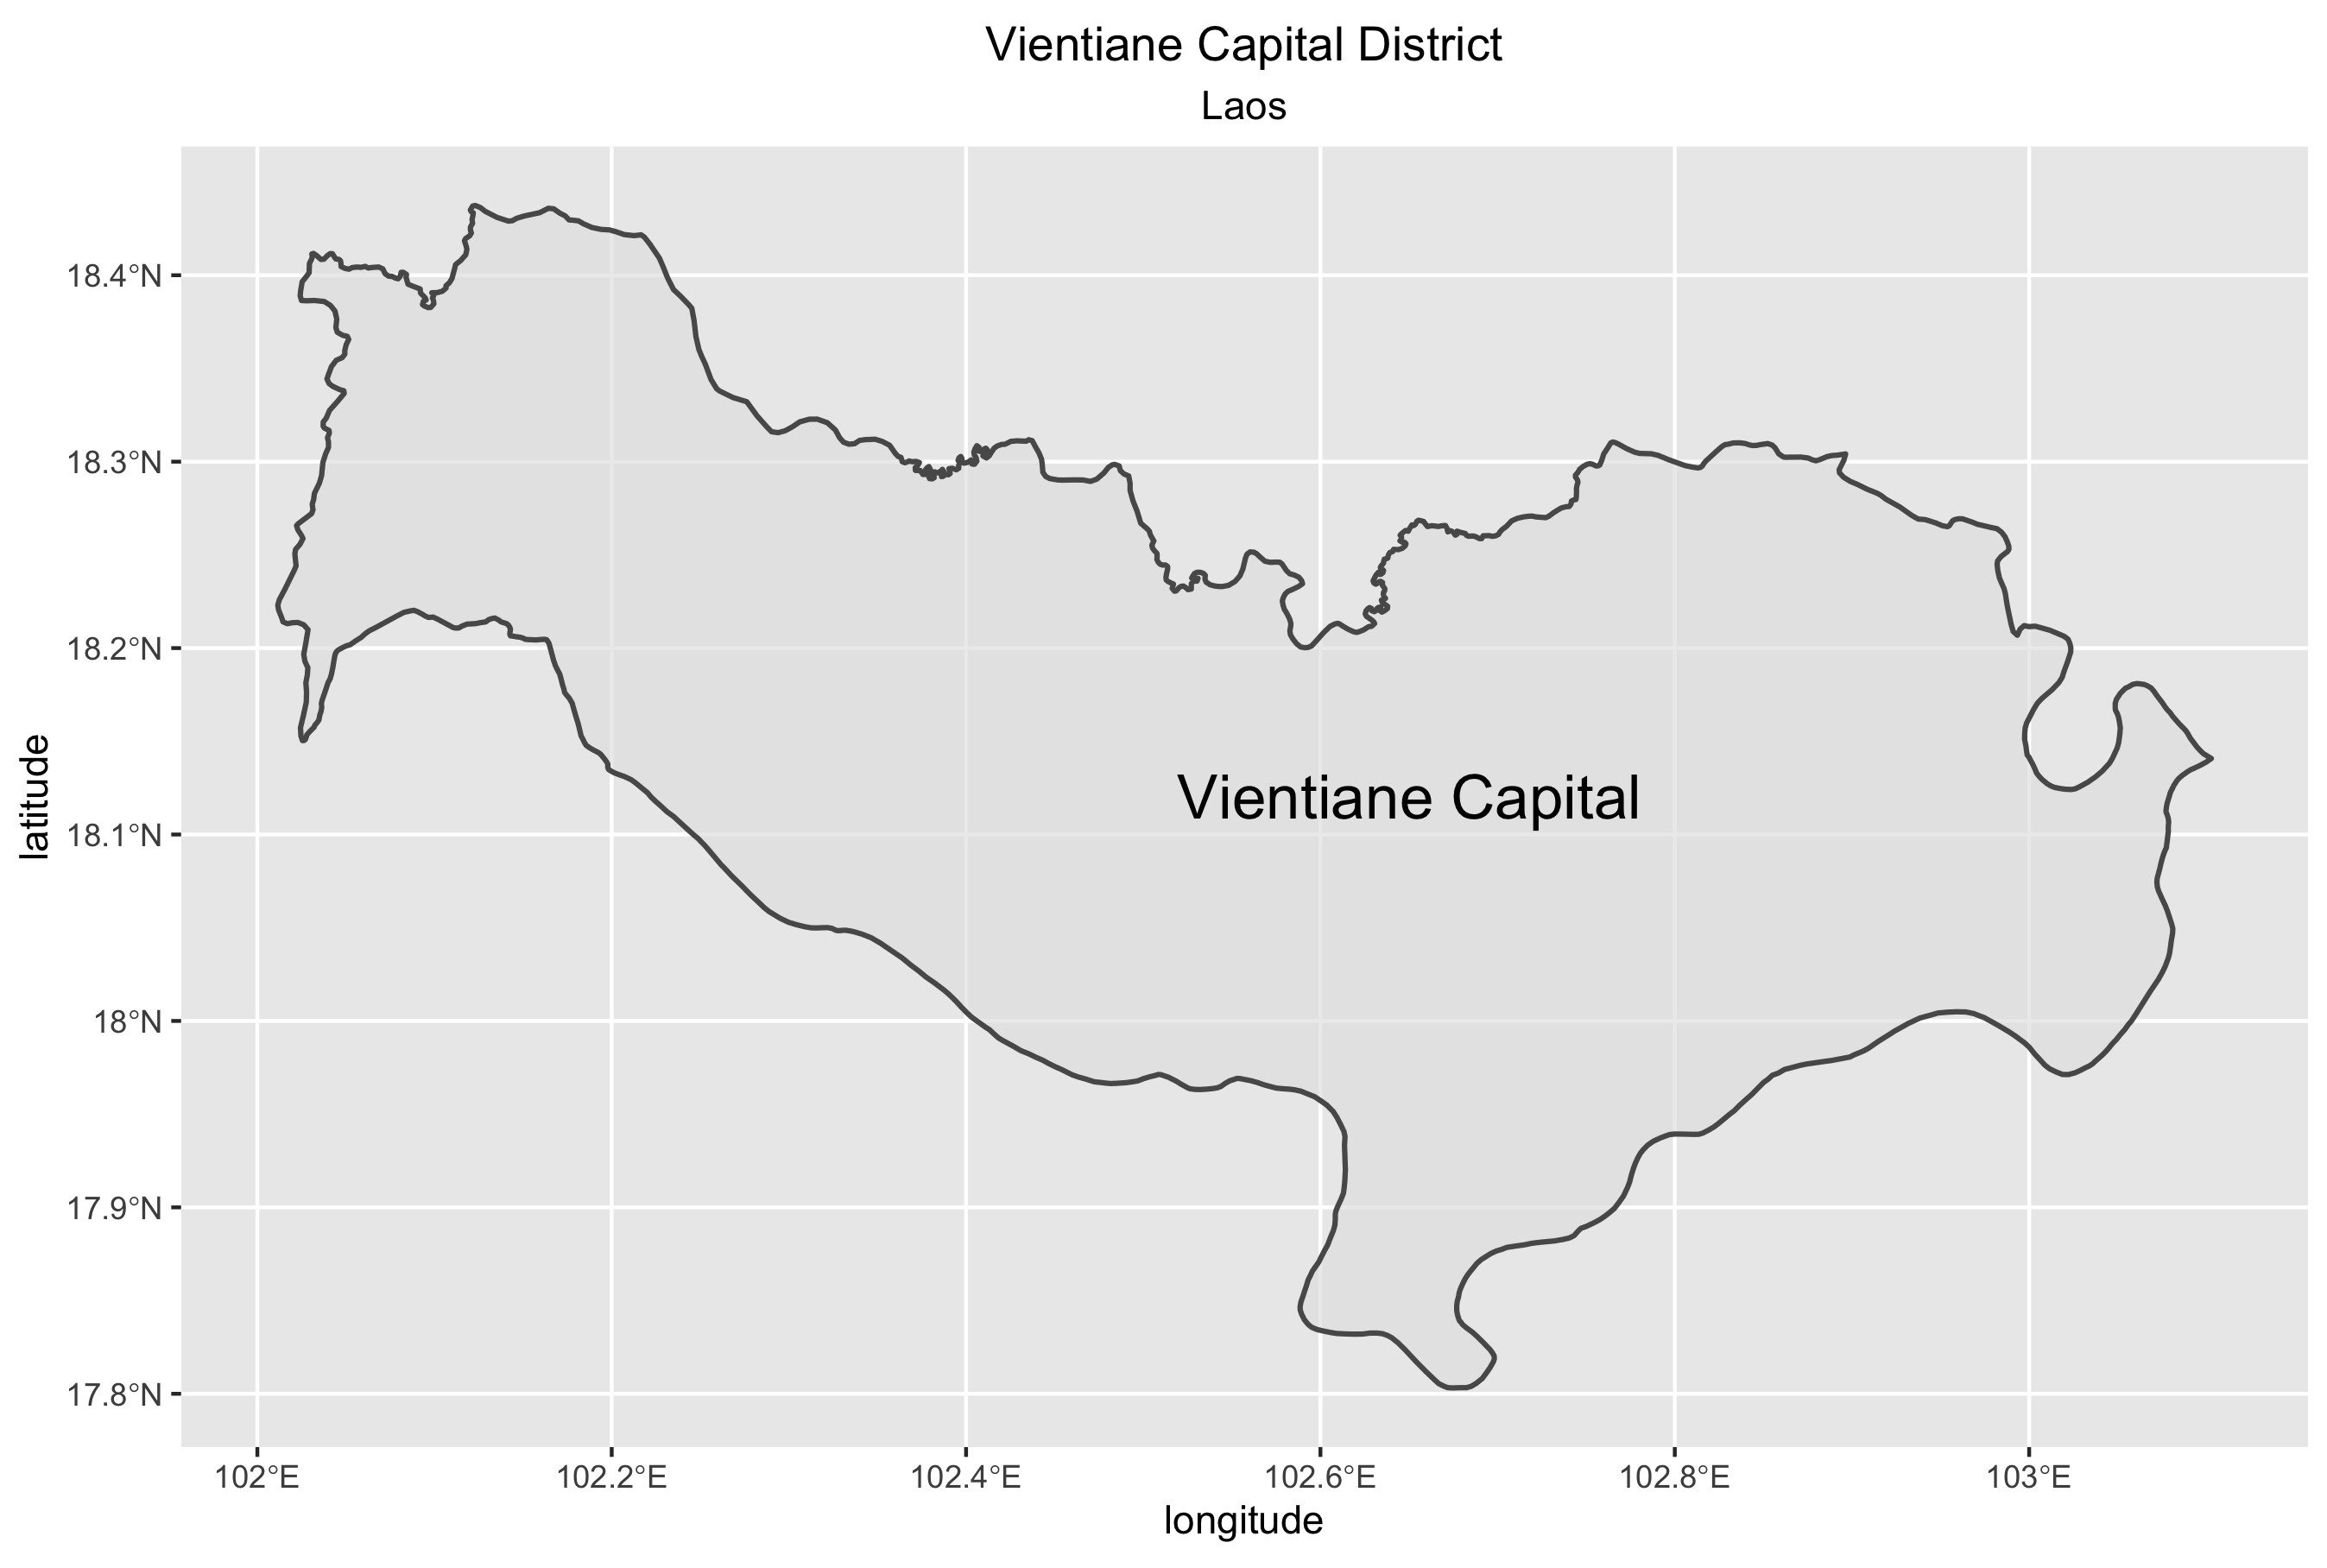 Vientiane Capital District
Laos
18.4°N
18.3°N
18.2°N
Vientiane Capital
18.1°N
18°N
17.9°N
17.8°N
latitude
102°E 102.2°E 102.4°E 102.6°E 102.8°E 103°E
longitude